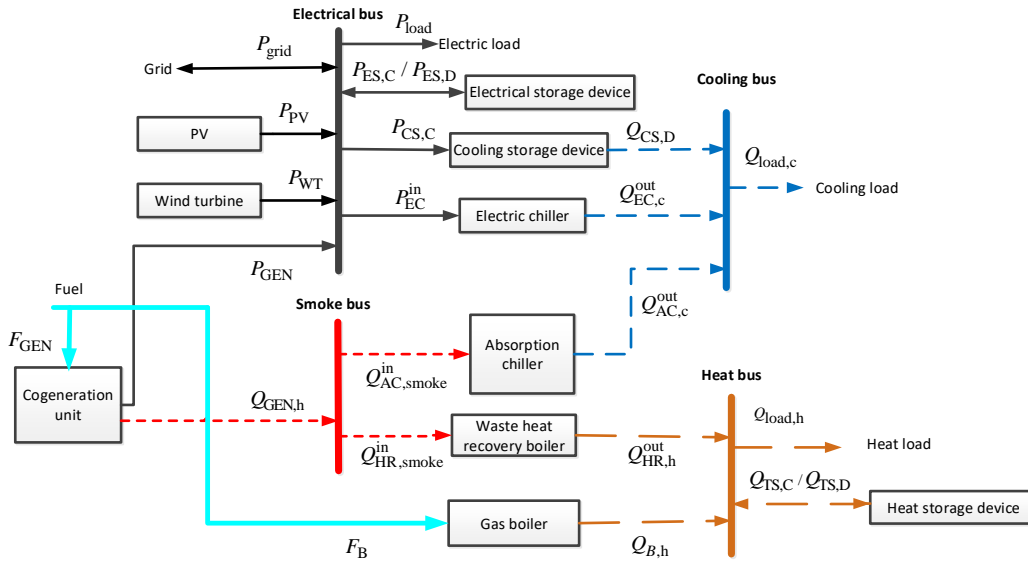 Electrical bus
P_load
Electric load
P_grid
Grid
P_ES,C / P_ES,D
Electrical storage device
Cooling bus
P_PV
PV
P_CS,C
Cooling storage device
Q_CS,D
Q_load,c
Cooling load
P_WT
Wind turbine
P_EC^in
Electric chiller
Q_EC,c^out
P_GEN
Fuel
Smoke bus
Q_AC,c^out
F_GEN
Absorption
chiller
Q_AC,smoke^in
Heat bus
Cogeneration
unit
Q_GEN,h
Waste heat
recovery boiler
Q_load,h
Heat load
Q_HR,smoke^in
Q_HR,h^out
Q_TS,C / Q_TS,D
Heat storage device
Gas boiler
F_B
Q_B,h